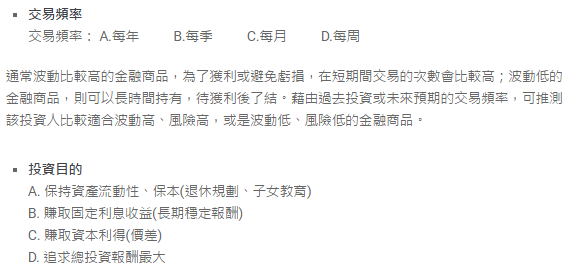 交易頻率
交易頻率： A.每年 B.每季 C.每月 D.每周
通常波動比較高的金融商品，為了獲利或避免虧損，在短期間交易的次數會比較高；波動低的
金融商品，則可以長時間持有，待獲利後了結。藉由過去投資或未來預期的交易頻率，可推測
該投資人比較適合波動高、風險高，或是波動低、風險低的金融商品。
投資目的
A. 保持資產流動性、保本(退休規劃、子女教育)
B. 賺取固定利息收益(長期穩定報酬)
C. 賺取資本利得(價差)
D. 追求總投資報酬最大